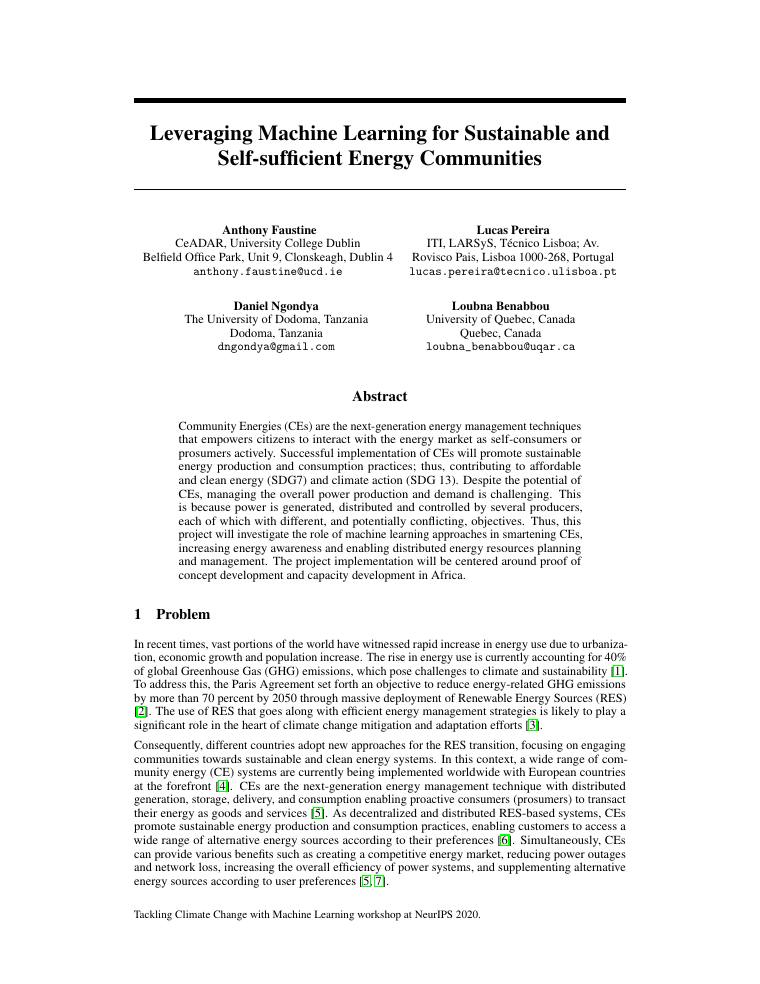 Leveraging Machine Learning for Sustainable and
Self-sufficient Energy Communities
Anthony Faustine
CeADAR, University College Dublin
Belfield Office Park, Unit 9, Clonskeagh, Dublin 4
anthony.faustine@ucd.ie
Lucas Pereira
ITI, LARSyS, Técnico Lisboa; Av.
Rovisco Pais, Lisboa 1000-268, Portugal
lucas.pereira@tecnico.ulisboa.pt
Daniel Ngondya
The University of Dodoma, Tanzania
Dodoma, Tanzania
dngondya@gmail.com
Loubna Benabbou
University of Quebec, Canada
Quebec, Canada
loubna_benabbou@uqar.ca
Abstract
Community Energies (CEs) are the next-generation energy management techniques
that empowers citizens to interact with the energy market as self-consumers or
prosumers actively. Successful implementation of CEs will promote sustainable
energy production and consumption practices; thus, contributing to affordable
and clean energy (SDG7) and climate action (SDG 13). Despite the potential of
CEs, managing the overall power production and demand is challenging. This
is because power is generated, distributed and controlled by several producers,
each of which with different, and potentially conflicting, objectives. Thus, this
project will investigate the role of machine learning approaches in smartening CEs,
increasing energy awareness and enabling distributed energy resources planning
and management. The project implementation will be centered around proof of
concept development and capacity development in Africa.
1 Problem
In recent times, vast portions of the world have witnessed rapid increase in energy use due to urbaniza-
tion, economic growth and population increase. The rise in energy use is currently accounting for 40%
of global Greenhouse Gas (GHG) emissions, which pose challenges to climate and sustainability [1].
To address this, the Paris Agreement set forth an objective to reduce energy-related GHG emissions
by more than 70 percent by 2050 through massive deployment of Renewable Energy Sources (RES)
[2]. The use of RES that goes along with efficient energy management strategies is likely to play a
significant role in the heart of climate change mitigation and adaptation efforts [3].
Consequently, different countries adopt new approaches for the RES transition, focusing on engaging
communities towards sustainable and clean energy systems. In this context, a wide range of com-
munity energy (CE) systems are currently being implemented worldwide with European countries
at the forefront [4]. CEs are the next-generation energy management technique with distributed
generation, storage, delivery, and consumption enabling proactive consumers (prosumers) to transact
their energy as goods and services [5]. As decentralized and distributed RES-based systems, CEs
promote sustainable energy production and consumption practices, enabling customers to access a
wide range of alternative energy sources according to their preferences [6]. Simultaneously, CEs
can provide various benefits such as creating a competitive energy market, reducing power outages
and network loss, increasing the overall efficiency of power systems, and supplementing alternative
energy sources according to user preferences [5, 7].
Tackling Climate Change with Machine Learning workshop at NeurIPS 2020.